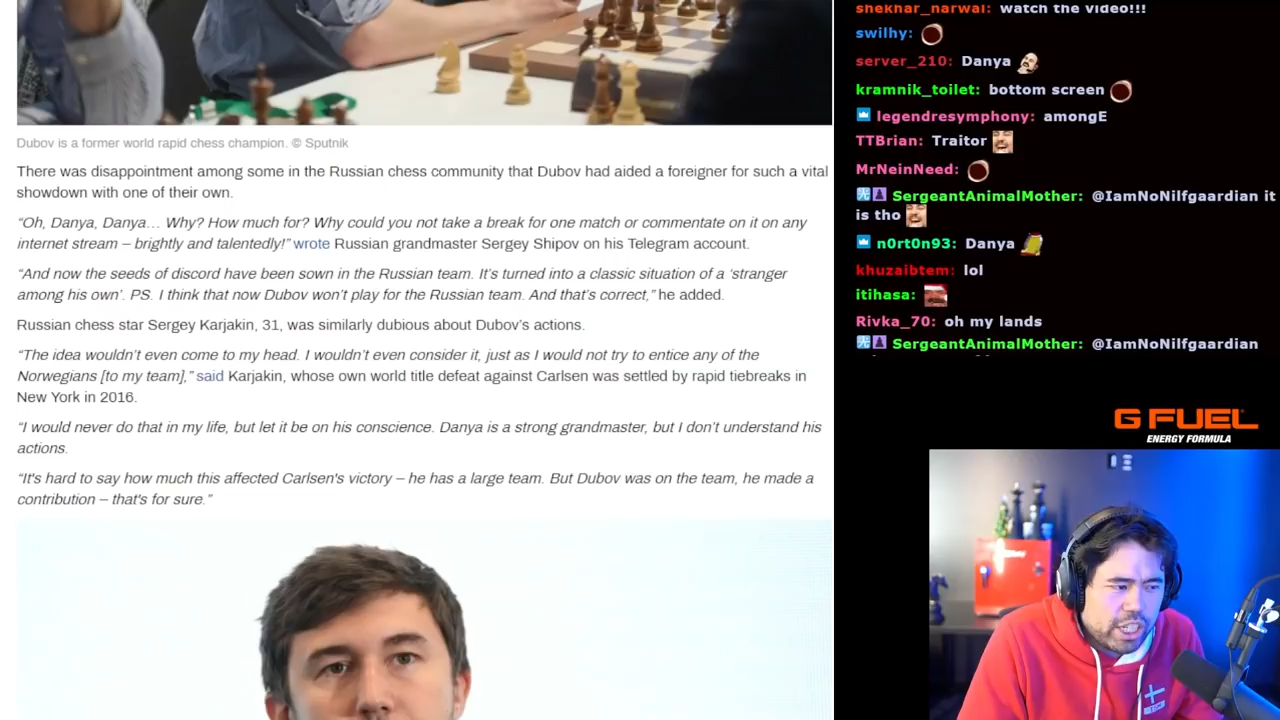 Dubov is a former world rapid chess champion. © Sputnik
There was disappointment among some in the Russian chess community that Dubov had aided a foreigner for such a vital
showdown with one of their own.
“Oh, Danya, Danya… Why? How much for? Why could you not take a break for one match or commentate on it on any
internet stream – brightly and talentedly!” wrote Russian grandmaster Sergey Shipov on his Telegram account.
“And now the seeds of discord have been sown in the Russian team. It’s turned into a classic situation of a ‘stranger
among his own’. PS. I think that now Dubov won’t play for the Russian team. And that’s correct,” he added.
Russian chess star Sergey Karjakin, 31, was similarly dubious about Dubov’s actions.
“The idea wouldn’t even come to my head. I wouldn’t even consider it, just as I would not try to entice any of the
Norwegians [to my team],” said Karjakin, whose own world title defeat against Carlsen was settled by rapid tiebreaks in
New York in 2016.
“I would never do that in my life, but let it be on his conscience. Danya is a strong grandmaster, but I don’t understand his
actions.
“It's hard to say how much this affected Carlsen's victory – he has a large team. But Dubov was on the team, he made a
contribution – that's for sure.”
shekhar_narwal: watch the video!!!
swilhy:
server_210: Danya
kramnik_toilet: bottom screen
legendresymphony: amongE
TTBrian: Traitor
MrNeinNeed:
SergeantAnimalMother: @IamNoNilfgaardian it
is tho
n0rt0n93: Danya
khuzaibtem: lol
itihasa:
Rivka_70: oh my lands
SergeantAnimalMother: @IamNoNilfgaardian
G FUEL
ENERGY FORMULA